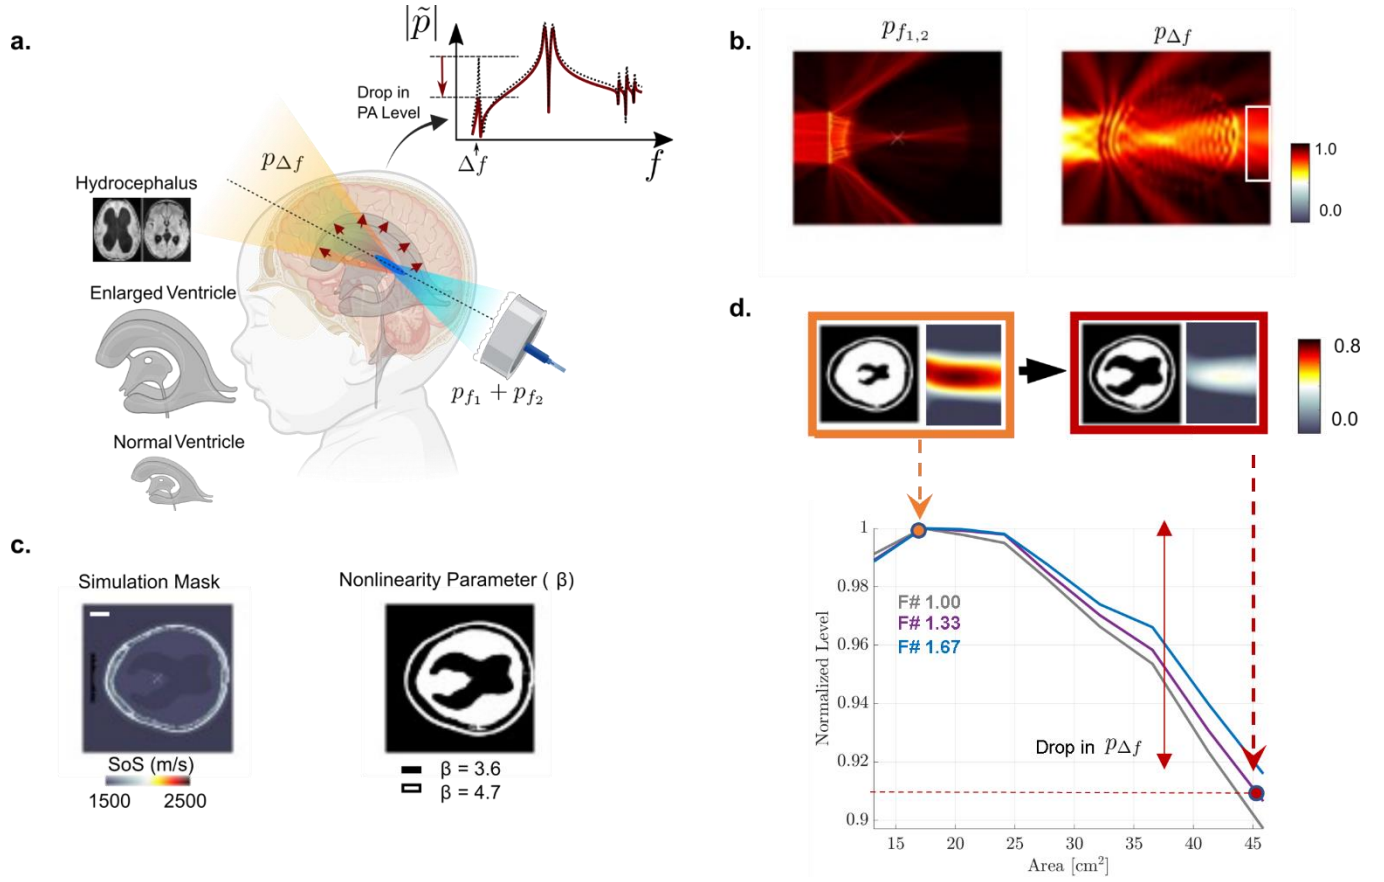 a.
|p̃|
Drop in
PA Level
Δf
f
p_Δf
Hydrocephalus
Enlarged Ventricle
Normal Ventricle
p_f₁ + p_f₂
b.
p_f₁,₂
p_Δf
1.0
0.0
c.
Simulation Mask
SoS (m/s)
1500 2500
Nonlinearity Parameter ( β)
β = 3.6
β = 4.7
d.
0.8
0.0
1
0.98
0.96
0.94
0.92
0.9
Normalized Level
F# 1.00
F# 1.33
F# 1.67
Drop in p_Δf
15 20 25 30 35 40 45
Area [cm²]